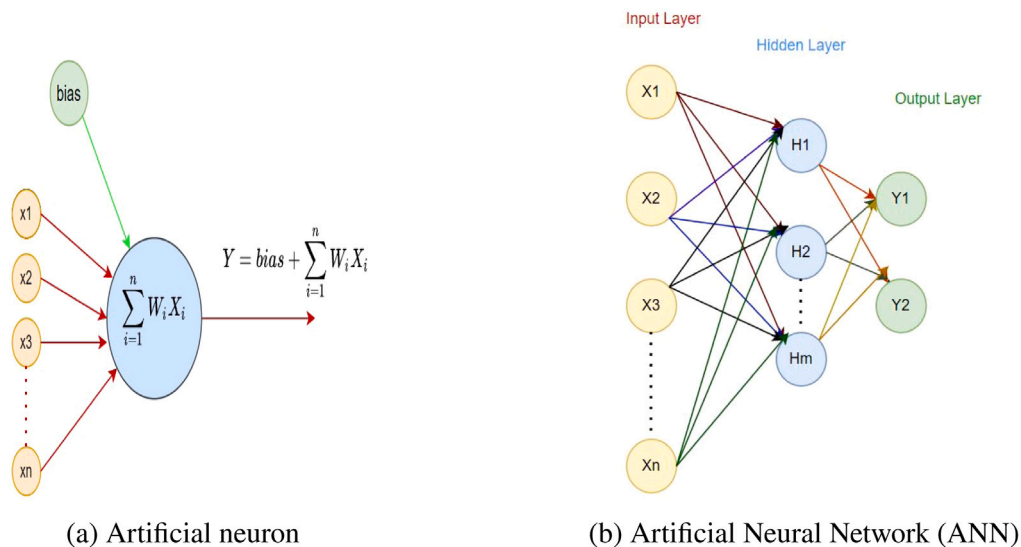 bias
x1
x2
x3
xn
∑_{i=1}^{n} W_i X_i
Y = bias + ∑_{i=1}^{n} W_i X_i
(a) Artificial neuron
Input Layer
Hidden Layer
Output Layer
X1
X2
X3
Xn
H1
H2
Hm
Y1
Y2
(b) Artificial Neural Network (ANN)